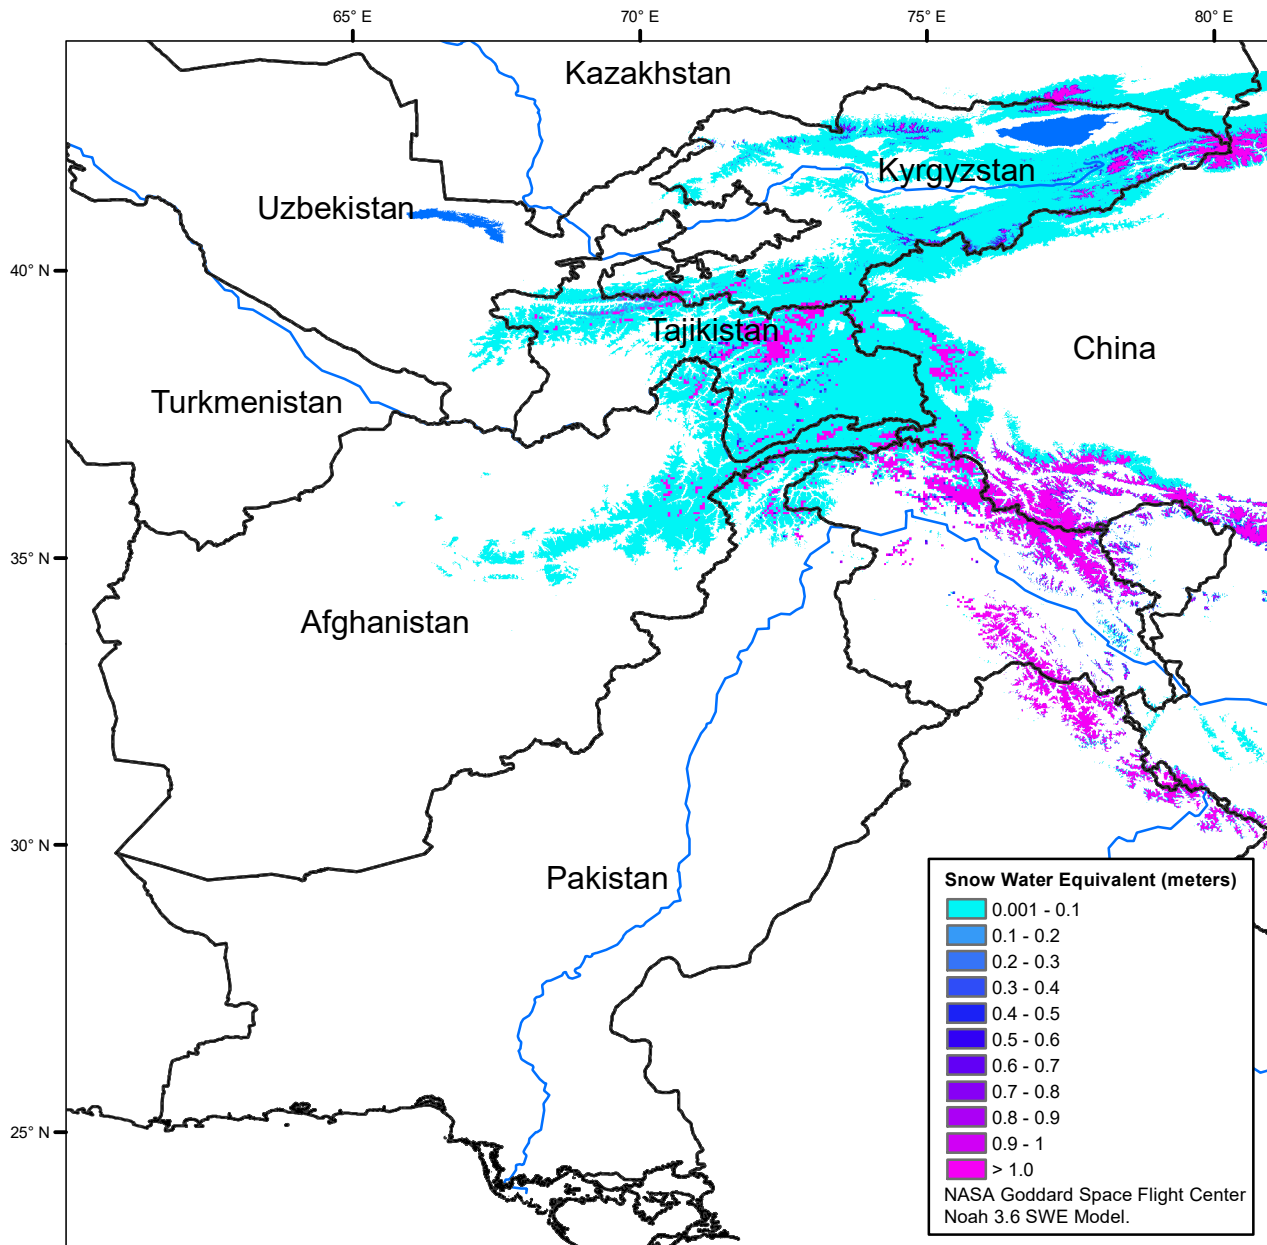 65° E
70° E
75° E
80° E
Kazakhstan
Kyrgyzstan
Uzbekistan
40° N
Tajikistan
China
Turkmenistan
35° N
Afghanistan
30° N
Pakistan
Snow Water Equivalent (meters)
0.001 - 0.1
0.1 - 0.2
0.2 - 0.3
0.3 - 0.4
0.4 - 0.5
0.5 - 0.6
0.6 - 0.7
0.7 - 0.8
0.8 - 0.9
0.9 - 1
> 1.0
25° N
NASA Goddard Space Flight Center
Noah 3.6 SWE Model.